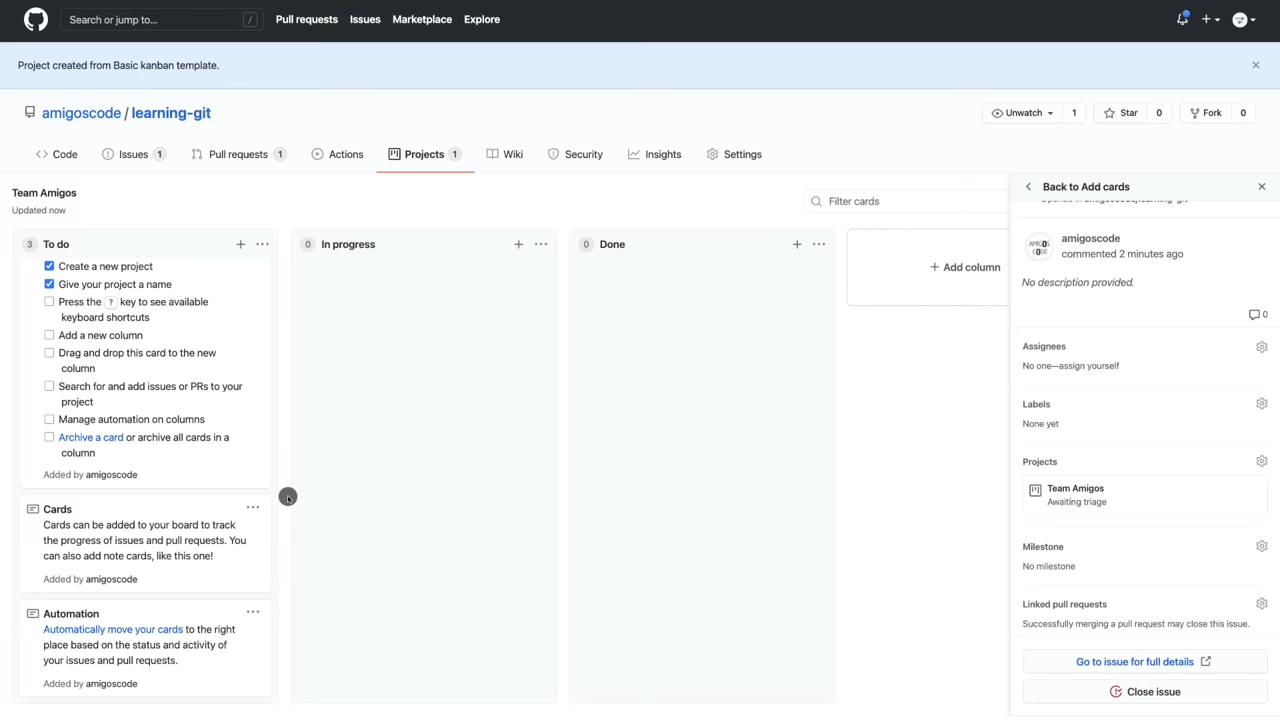 Search or jump to... /
Pull requests Issues Marketplace Explore
Project created from Basic kanban template.
amigoscode / learning-git
Unwatch 1 Star 0 Fork 0
Code Issues 1 Pull requests 1 Actions Projects 1 Wiki Security Insights Settings
Team Amigos
Updated now
Filter cards
3 To do
Create a new project
Give your project a name
Press the ? key to see available
keyboard shortcuts
Add a new column
Drag and drop this card to the new
column
Search for and add issues or PRs to your
project
Manage automation on columns
Archive a card or archive all cards in a
column
Added by amigoscode
Cards
Cards can be added to your board to track
the progress of issues and pull requests. You
can also add note cards, like this one!
Added by amigoscode
Automation
Automatically move your cards to the right
place based on the status and activity of
your issues and pull requests.
Added by amigoscode
0 In progress
0 Done
Add column
Back to Add cards
AMIGOS CODE
amigoscode
commented 2 minutes ago
No description provided.
0
Assignees
No one—assign yourself
Labels
None yet
Projects
Team Amigos
Awaiting triage
Milestone
No milestone
Linked pull requests
Successfully merging a pull request may close this issue.
Go to issue for full details
Close issue